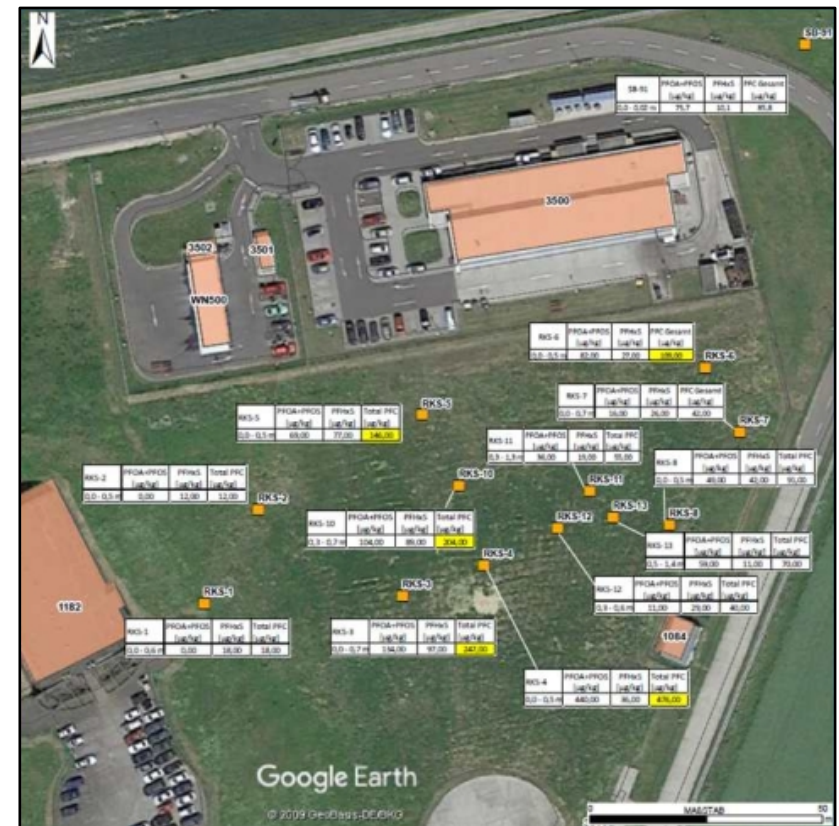 N
SB-91
SB-91 PFOA+PFOS [µg/kg] PFHxS [µg/kg] PFC Gesamt [µg/kg]
0,0 - 0,02 m 75,7 10,1 85,8
3500
3502
3501
WN500
RKS-6 PFOA+PFOS [µg/kg] PFHxS [µg/kg] PFC Gesamt [µg/kg]
0,0 - 0,5 m 82,00 27,00 109,00
RKS-6
RKS-7 PFOA+PFOS [µg/kg] PFHxS [µg/kg] PFC Gesamt [µg/kg]
0,0 - 0,7 m 16,00 26,00 42,00
RKS-7
RKS-5 PFOA+PFOS [µg/kg] PFHxS [µg/kg] Total PFC [µg/kg]
0,0 - 0,5 m 69,00 77,00 146,00
RKS-5
RKS-11 PFOA+PFOS [µg/kg] PFHxS [µg/kg] Total PFC [µg/kg]
19,00 55,00
RKS-11
RKS-8 PFOA+PFOS [µg/kg] PFHxS [µg/kg] Total PFC [µg/kg]
0,0 - 0,5 m 49,00 42,00 91,00
RKS-8
RKS-2 PFOA+PFOS [µg/kg] PFHxS [µg/kg] Total PFC [µg/kg]
0,0 - 0,5 m 0,00 12,00 12,00
RKS-2
RKS-10
RKS-10 PFOA+PFOS [µg/kg] PFHxS [µg/kg] Total PFC [µg/kg]
0,3 - 0,7 m 104,00 204,00
RKS-13
RKS-12
RKS-13 PFOA+PFOS [µg/kg] PFHxS [µg/kg] Total PFC [µg/kg]
0,5 - 1,4 m 59,00 11,00 70,00
RKS-4
RKS-12 PFOA+PFOS [µg/kg] PFHxS [µg/kg] Total PFC [µg/kg]
0,3 - 0,6 m 11,00 29,00 40,00
1182
RKS-1
RKS-3
RKS-1 PFOA+PFOS [µg/kg] PFHxS [µg/kg] Total PFC [µg/kg]
0,0 - 0,6 m 0,00 18,00 18,00
RKS-3 PFOA+PFOS [µg/kg] PFHxS [µg/kg] Total PFC [µg/kg]
0,0 - 0,7 m 97,00 247,00
1064
RKS-4 PFOA+PFOS [µg/kg] PFHxS [µg/kg] Total PFC [µg/kg]
0,0 - 0,5 m 440,00 36,00 476,00
Google Earth
© 2009 GeoBasis-DE/BKG
0 MAßSTAB 50
m